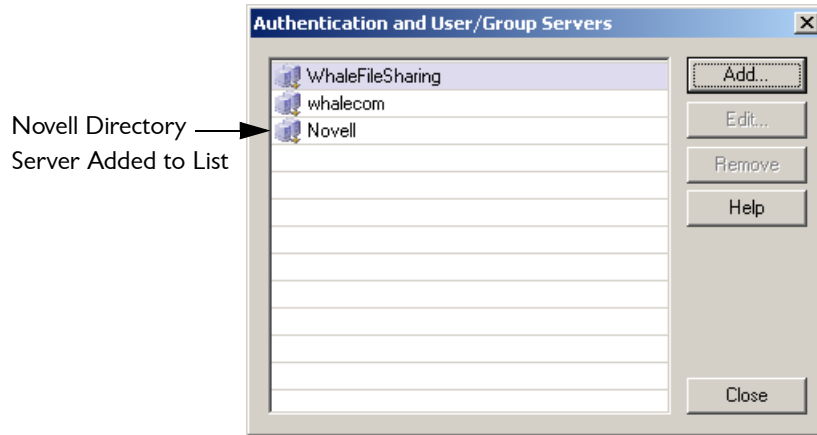 Authentication and User/Group Servers
WhaleFileSharing
whalecom
Novell
Novell Directory
Server Added to List
Add...
Edit...
Remove
Help
Close